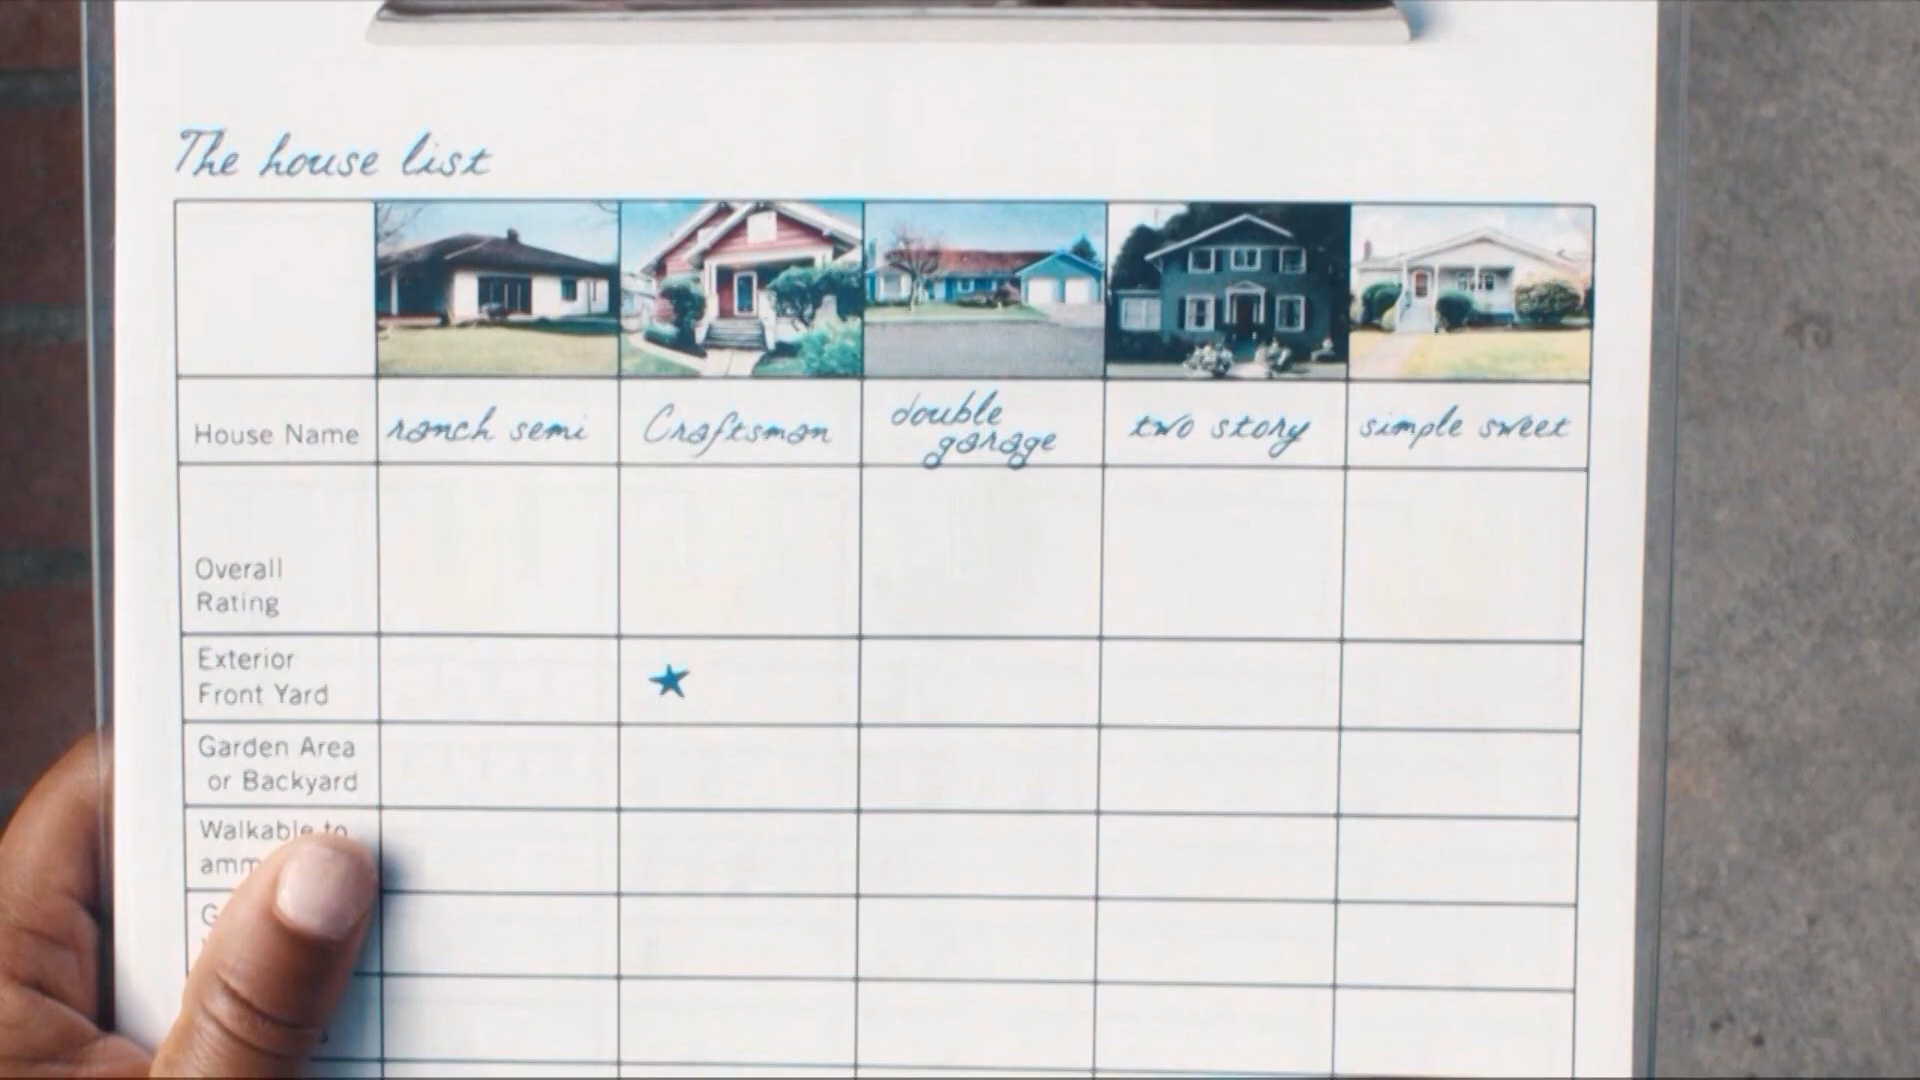 The house list
House Name
ranch semi
Craftsman
double
garage
two story
simple sweet
Overall
Rating
Exterior
Front Yard
Garden Area
or Backyard
Walkable to